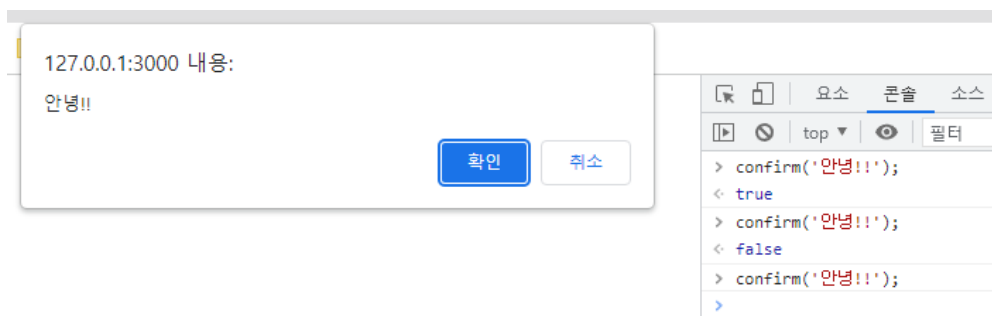 127.0.0.1:3000 내용:
안녕!!
확인 취소
요소 콘솔 소스
top ▼ 필터
> confirm('안녕!!');
<· true
> confirm('안녕!!');
<· false
> confirm('안녕!!');
>